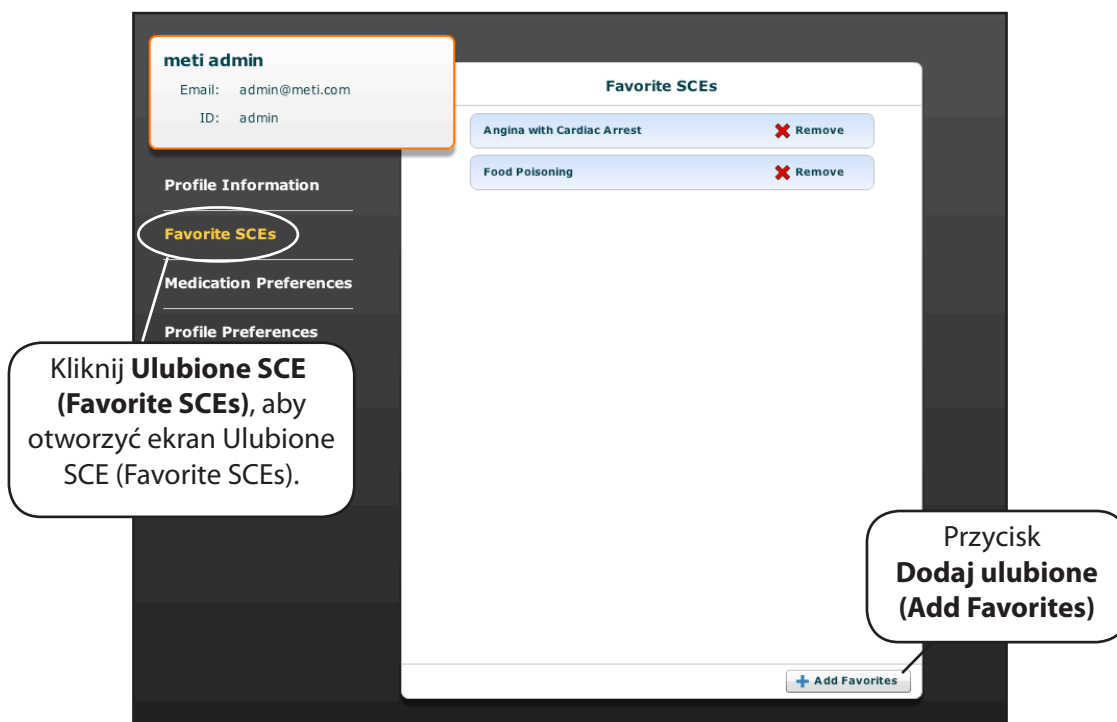 meti admin
Email: admin@meti.com
ID: admin
Profile Information
Favorite SCEs
Medication Preferences
Profile Preferences
Favorite SCEs
Angina with Cardiac Arrest Remove
Food Poisoning Remove
Kliknij Ulubione SCE
(Favorite SCEs), aby
otworzyć ekran Ulubione
SCE (Favorite SCEs).
Przycisk
Dodaj ulubione
(Add Favorites)
Add Favorites